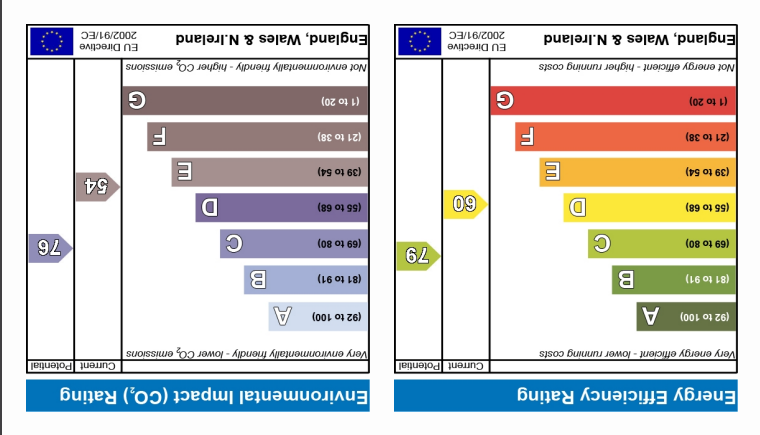 Energy Efficiency Rating
Current Potential
Very energy efficient - lower running costs
(92 to 100) A
(81 to 91) B
(69 to 80) C
79
(55 to 68) D
60
(39 to 54) E
(21 to 38) F
(1 to 20) G
Not energy efficient - higher running costs
England, Wales & N.Ireland
EU Directive
2002/91/EC
Environmental Impact (CO₂) Rating
Current Potential
Very environmentally friendly - lower CO₂ emissions
(92 to 100) A
(81 to 91) B
(69 to 80) C
76
(55 to 68) D
(39 to 54) E
54
(21 to 38) F
(1 to 20) G
Not environmentally friendly - higher CO₂ emissions
England, Wales & N.Ireland
EU Directive
2002/91/EC